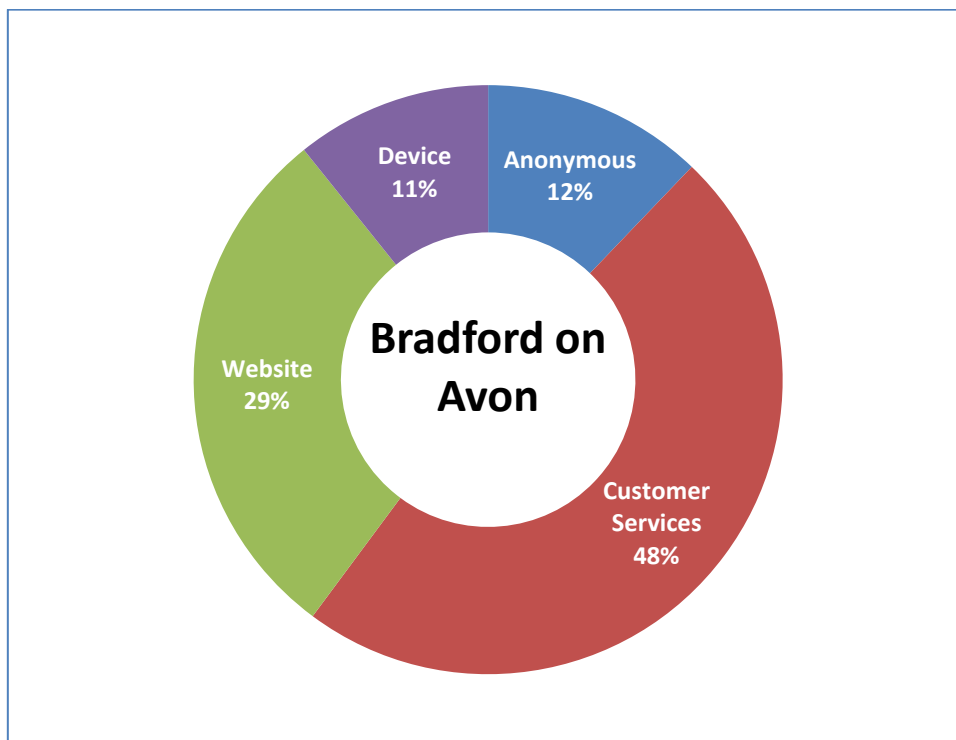 Device
11%
Anonymous
12%
Bradford on
Avon
Website
29%
Customer
Services
48%